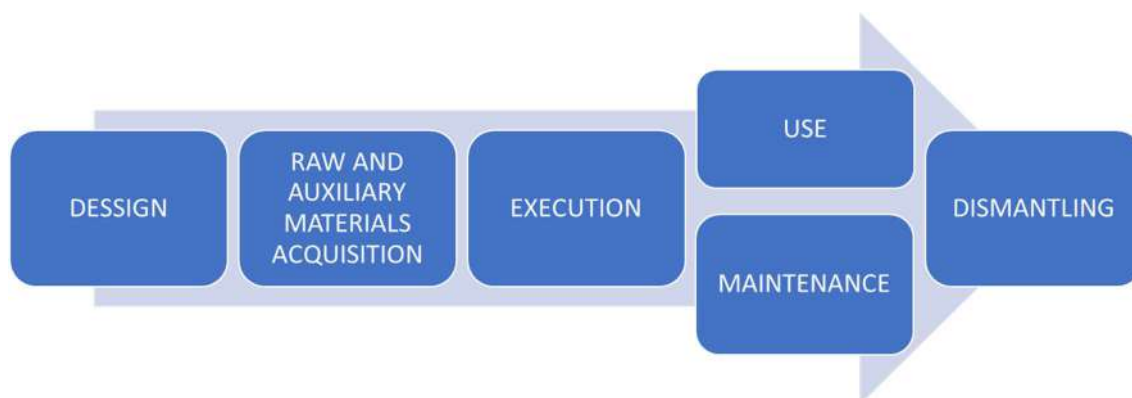 DESSIGN
RAW AND
AUXILIARY
MATERIALS
ACQUISITION
EXECUTION
USE
MAINTENANCE
DISMANTLING